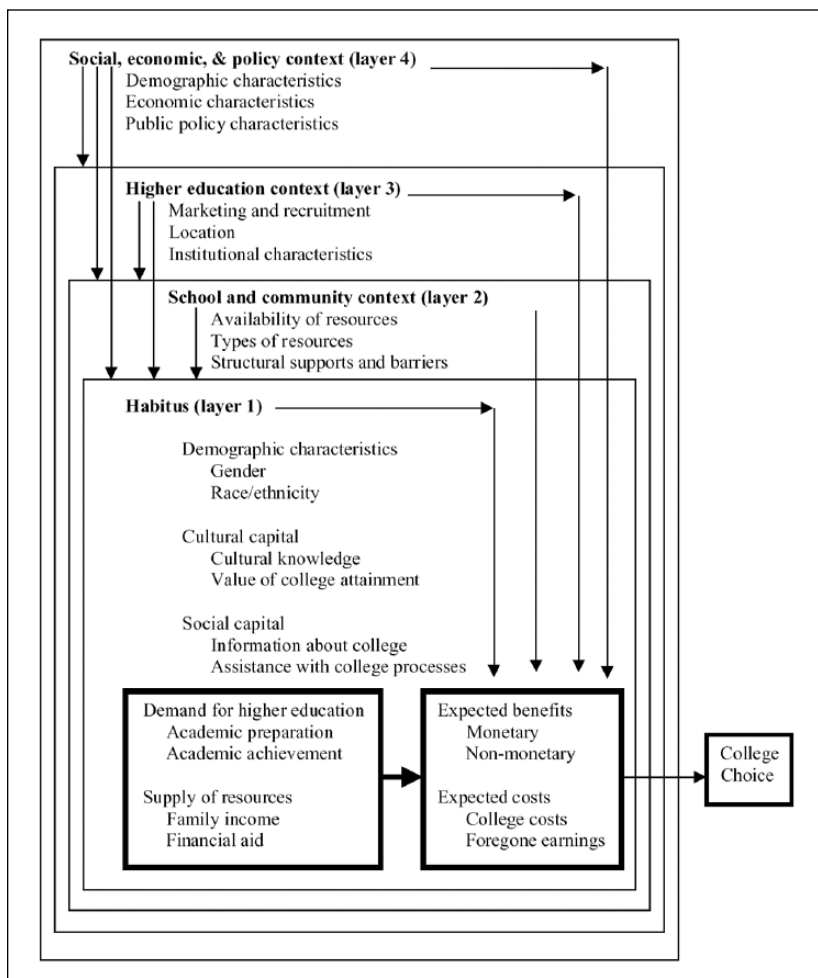 Social, economic, & policy context (layer 4)
Demographic characteristics
Economic characteristics
Public policy characteristics
Higher education context (layer 3)
Marketing and recruitment
Location
Institutional characteristics
School and community context (layer 2)
Availability of resources
Types of resources
Structural supports and barriers
Habitus (layer 1)
Demographic characteristics
Gender
Race/ethnicity
Cultural capital
Cultural knowledge
Value of college attainment
Social capital
Information about college
Assistance with college processes
Demand for higher education
Academic preparation
Academic achievement
Supply of resources
Family income
Financial aid
Expected benefits
Monetary
Non-monetary
Expected costs
College costs
Foregone earnings
College
Choice